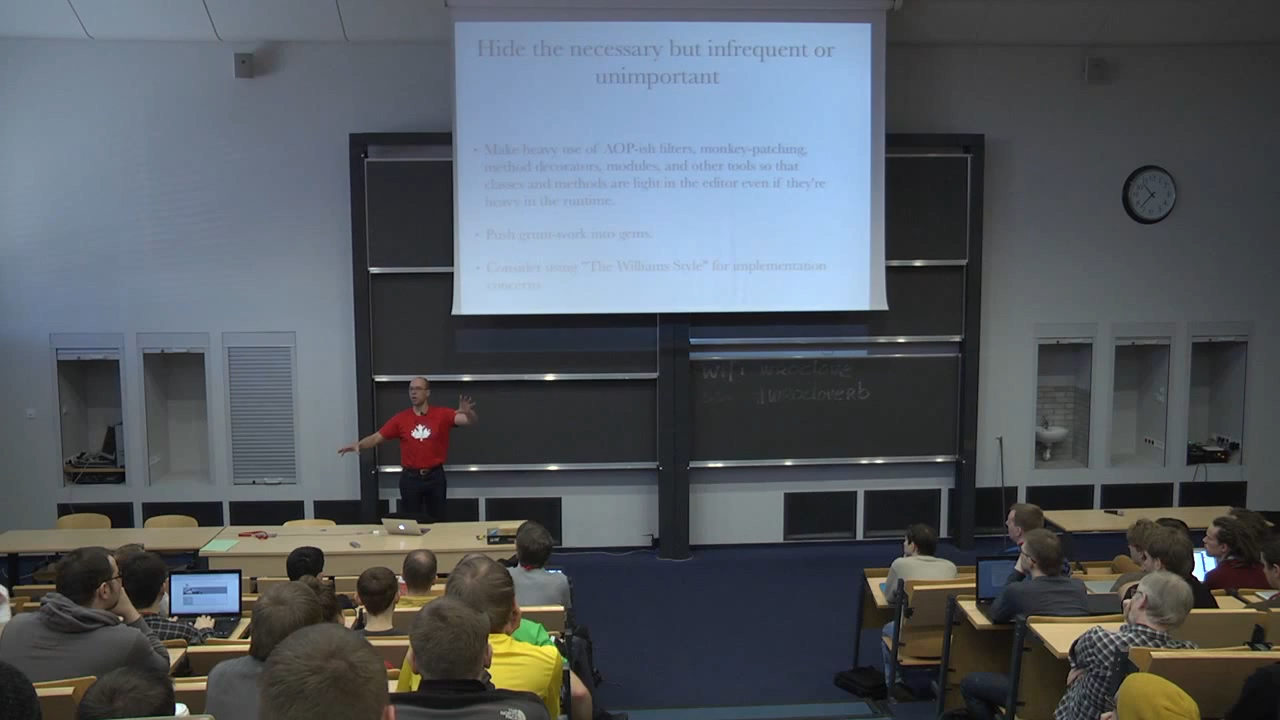 Hide the necessary but infrequent or
unimportant
• Make heavy use of AOP-ish filters, monkey-patching,
method decorators, modules, and other tools so that
classes and methods are light in the editor even if they're
heavy in the runtime.
• Push grunt-work into gems.
• Consider using "The Williams Style" for implementation
concerns
wifi wroclove